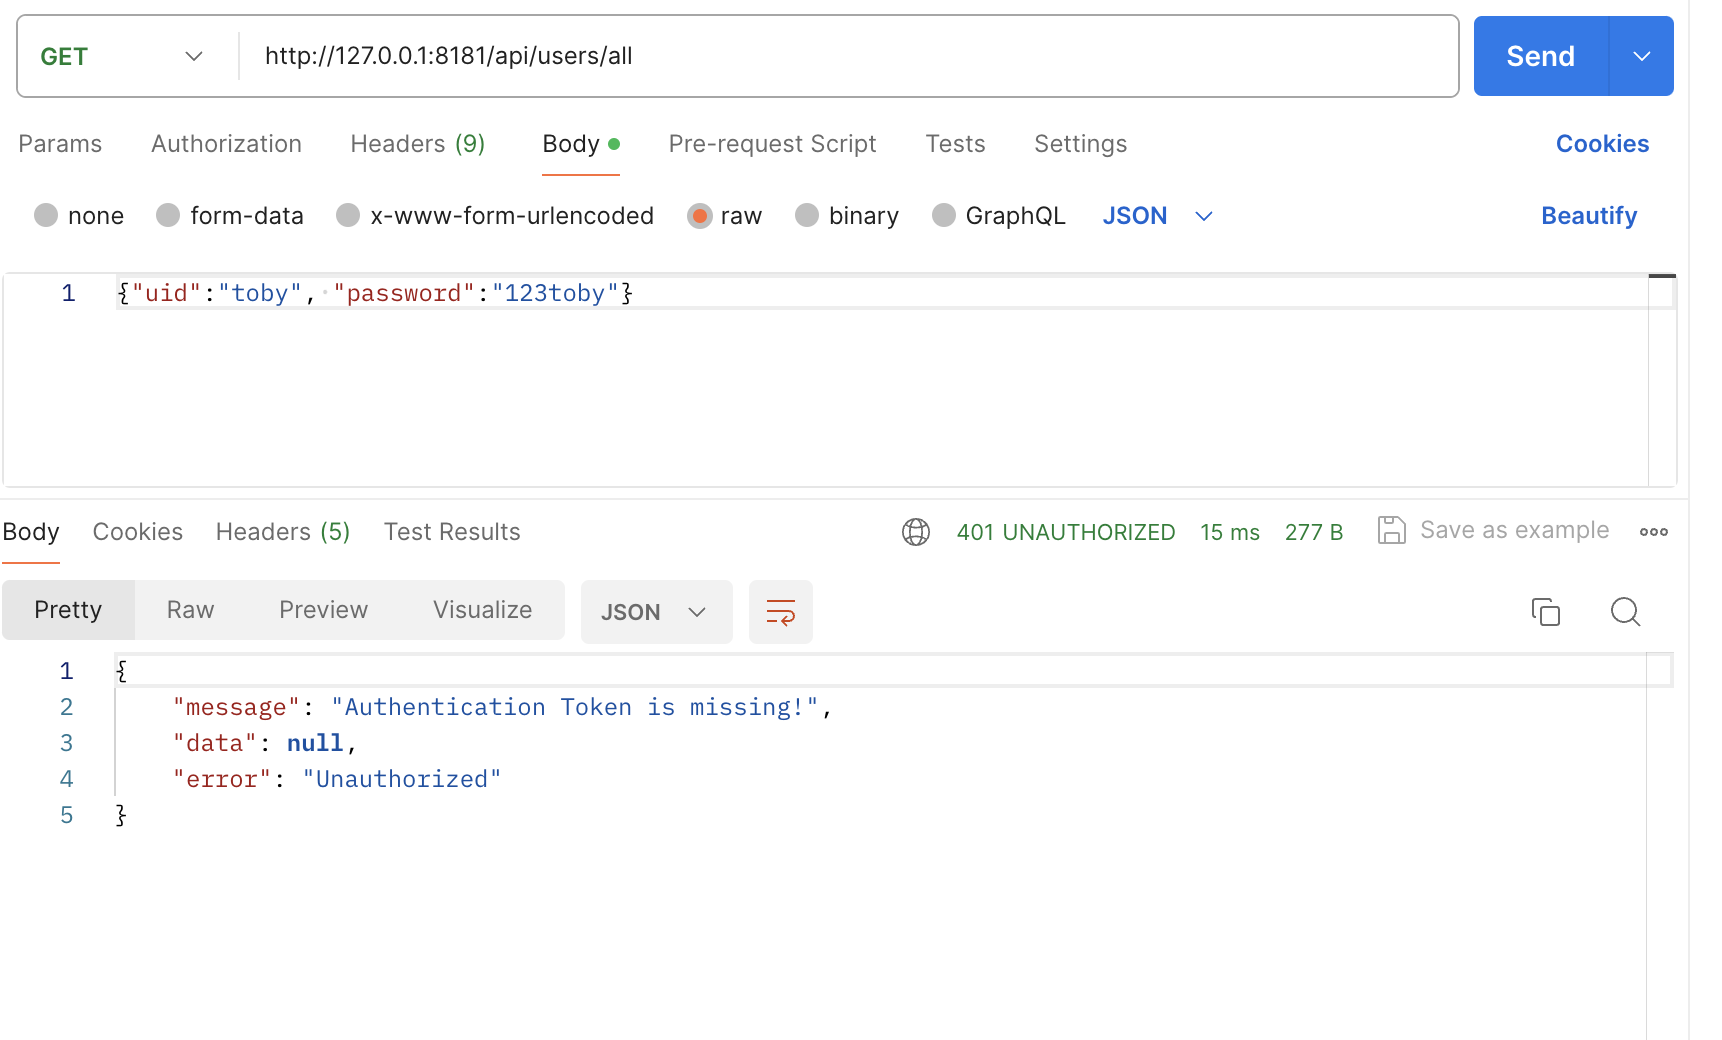 GET http://127.0.0.1:8181/api/users/all Send
Params Authorization Headers (9) Body Pre-request Script Tests Settings Cookies
none form-data x-www-form-urlencoded raw binary GraphQL JSON Beautify
1 {"uid":"toby", "password":"123toby"}
Body Cookies Headers (5) Test Results 401 UNAUTHORIZED 15 ms 277 B Save as example
Pretty Raw Preview Visualize JSON
1 {
2 "message": "Authentication Token is missing!",
3 "data": null,
4 "error": "Unauthorized"
5 }